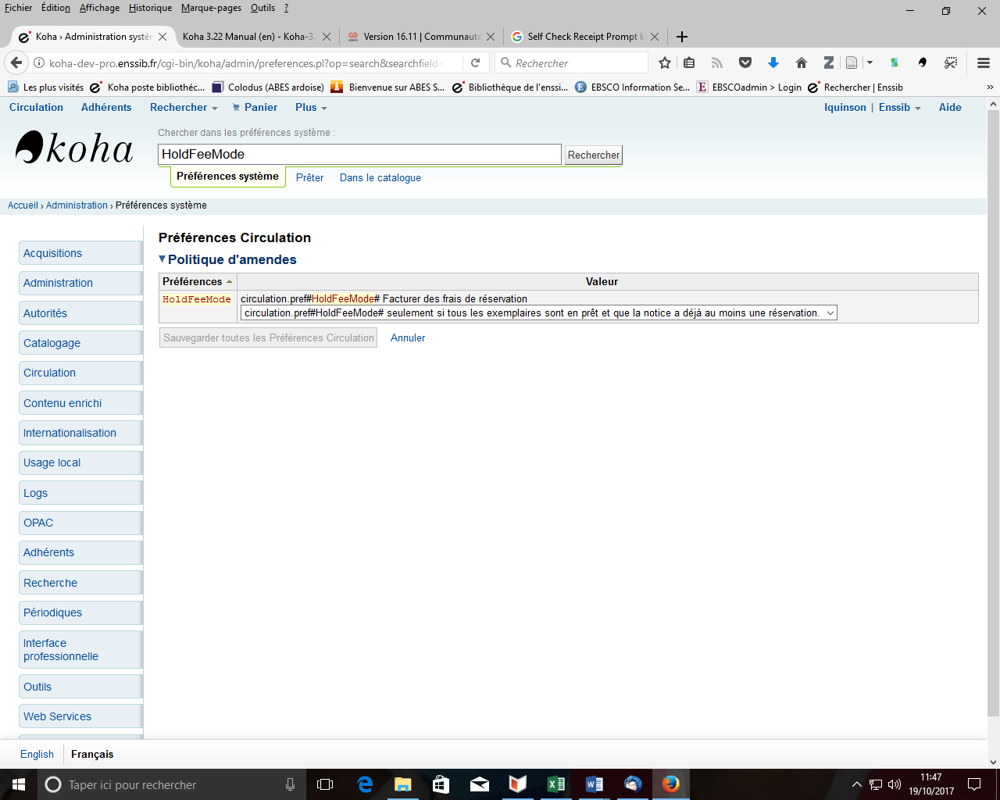 Fichier Édition Affichage Historique Marque-pages Outils ?
Koha › Administration systèm
Koha 3.22 Manual (en) - Koha-3.
Version 16.11 | Communaute
Self Check Receipt Prompt k
koha-dev-pro.enssib.fr/cgi-bin/koha/admin/preferences.pl?op=search&searchfield=
Rechercher
Les plus visités
Koha poste bibliothéc...
Colodus (ABES ardoise)
Bienvenue sur ABES S...
Bibliothèque de l'enssi...
EBSCO Information Se...
EBSCOadmin > Login
Rechercher | Enssib
»
Circulation Adhérents Rechercher Panier Plus
lquinson | Enssib Aide
koha
Chercher dans les préférences système :
HoldFeeMode
Rechercher
Préférences système Prêter Dans le catalogue
Accueil › Administration › Préférences système
Préférences Circulation
Politique d'amendes
Préférences Valeur
HoldFeeMode
circulation.pref#HoldFeeMode# Facturer des frais de réservation
circulation.pref#HoldFeeMode# seulement si tous les exemplaires sont en prêt et que la notice a déjà au moins une réservation.
Sauvegarder toutes les Préférences Circulation Annuler
Acquisitions
Administration
Autorités
Catalogage
Circulation
Contenu enrichi
Internationalisation
Usage local
Logs
OPAC
Adhérents
Recherche
Périodiques
Interface
professionnelle
Outils
Web Services
English Français
Taper ici pour rechercher
11:47
19/10/2017